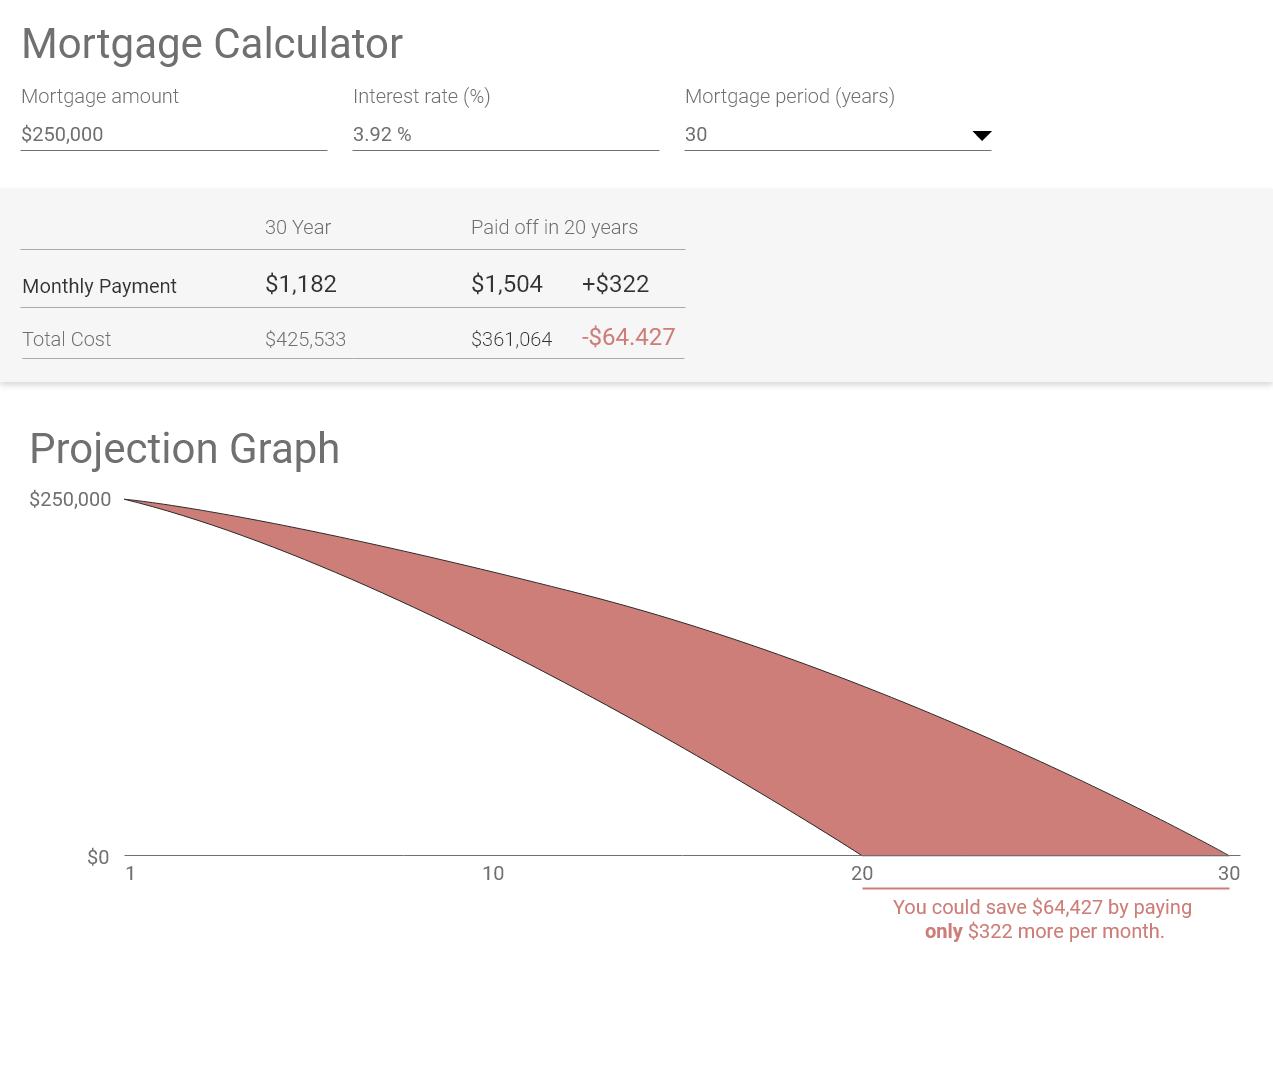 Mortgage Calculator
Mortgage amount Interest rate (%) Mortgage period (years)
$250,000 3.92 % 30
30 Year Paid off in 20 years
Monthly Payment $1,182 $1,504 +$322
Total Cost $425,533 $361,064 -$64.427
Projection Graph
$250,000
$0
1 10 20 30
You could save $64,427 by paying
only $322 more per month.